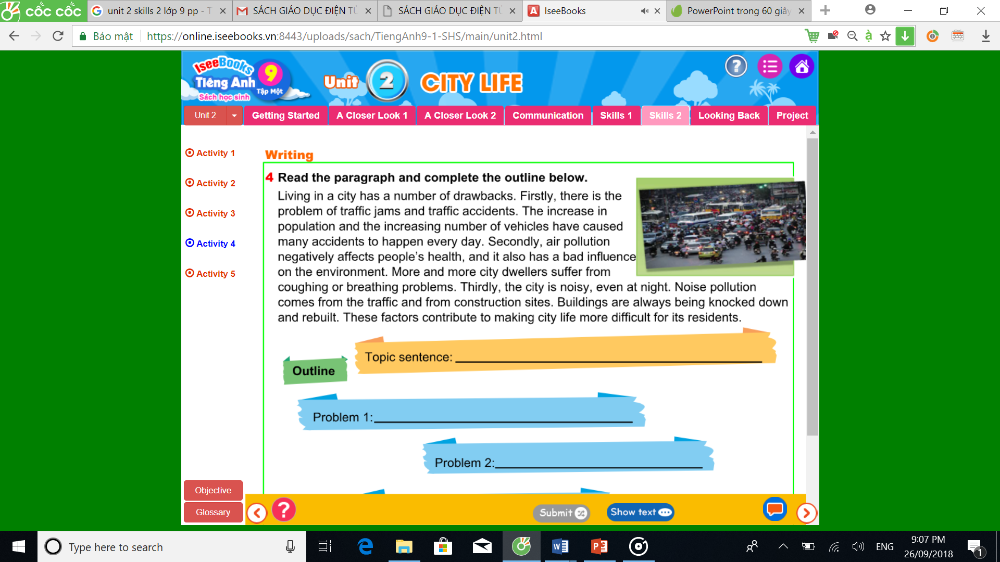 cốc cốc
unit 2 skills 2 lớp 9 pp - T
SÁCH GIÁO DỤC ĐIỆN TỬ
SÁCH GIÁO DỤC ĐIỆN TỬ
IseeBooks
PowerPoint trong 60 giây
Bảo mật
https://online.iseebooks.vn:8443/uploads/sach/TiengAnh9-1-SHS/main/unit2.html
IseeBooks
Tiếng Anh 9
Tập Một
Sách học sinh
Unit 2 CITY LIFE
Unit 2
Getting Started
A Closer Look 1
A Closer Look 2
Communication
Skills 1
Skills 2
Looking Back
Project
Activity 1
Activity 2
Activity 3
Activity 4
Activity 5
Writing
4 Read the paragraph and complete the outline below.
Living in a city has a number of drawbacks. Firstly, there is the
problem of traffic jams and traffic accidents. The increase in
population and the increasing number of vehicles have caused
many accidents to happen every day. Secondly, air pollution
negatively affects people's health, and it also has a bad influence
on the environment. More and more city dwellers suffer from
coughing or breathing problems. Thirdly, the city is noisy, even at night. Noise pollution
comes from the traffic and from construction sites. Buildings are always being knocked down
and rebuilt. These factors contribute to making city life more difficult for its residents.
Topic sentence:
Outline
Problem 1:
Problem 2:
Objective
Glossary
Submit
Show text
Type here to search
ENG
9:07 PM
26/09/2018
1